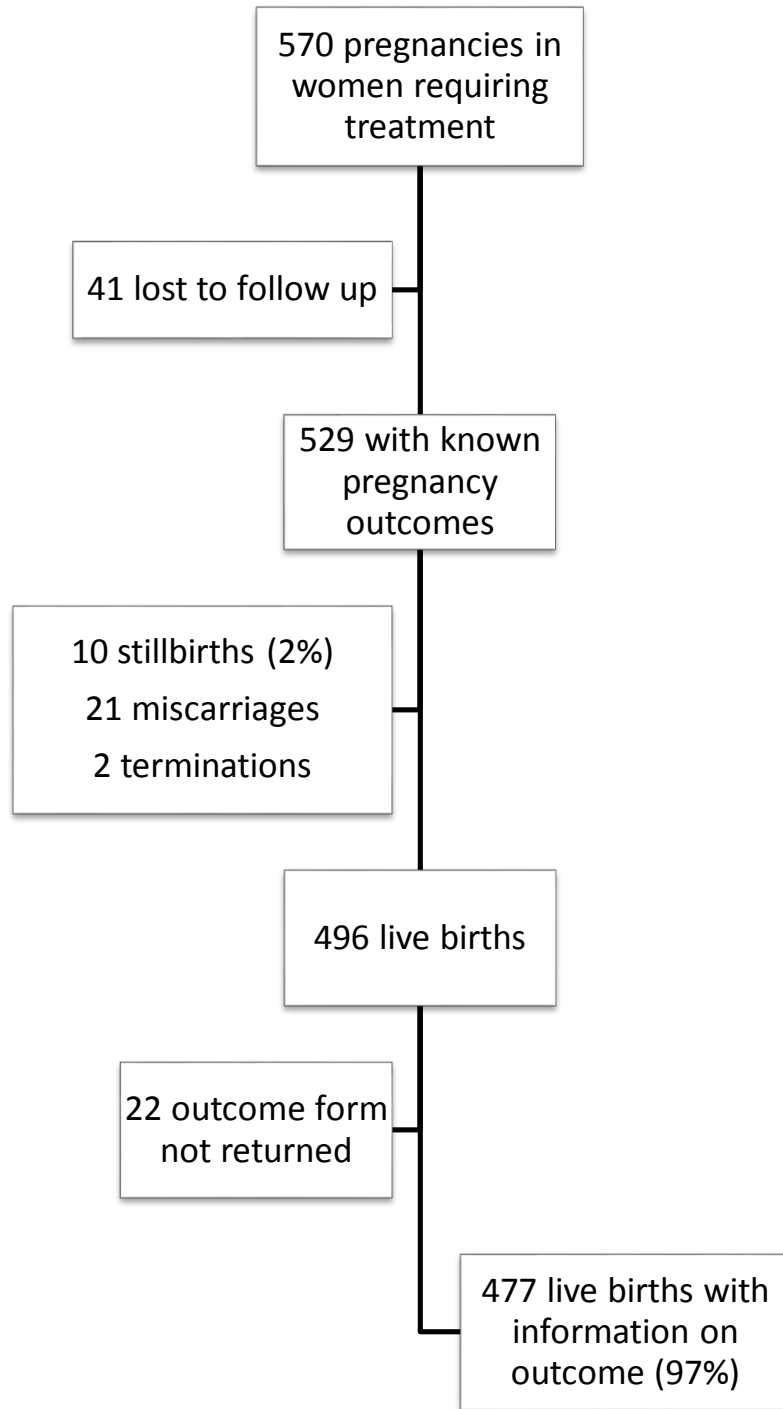 570 pregnancies in
women requiring
treatment
41 lost to follow up
529 with known
pregnancy
outcomes
10 stillbirths (2%)
21 miscarriages
2 terminations
496 live births
22 outcome form
not returned
477 live births with
information on
outcome (97%)